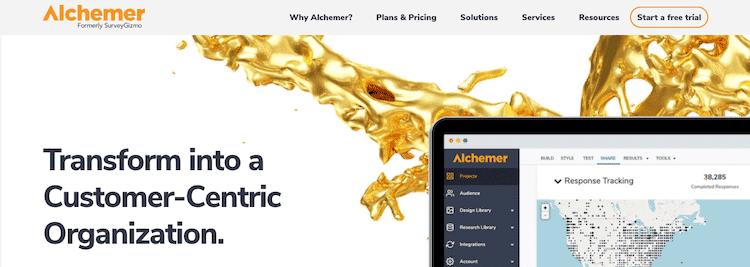 Alchemer
Formerly SurveyGizmo
Why Alchemer? Plans & Pricing Solutions Services Resources Start a free trial
Transform into a
Customer-Centric
Organization.
Alchemer
BUILD STYLE TEST SHARE RESULTS TOOLS
Projects
Audience
Design Library
Research Library
Integrations
Account
Response Tracking
38,285
Completed Responses
+
-